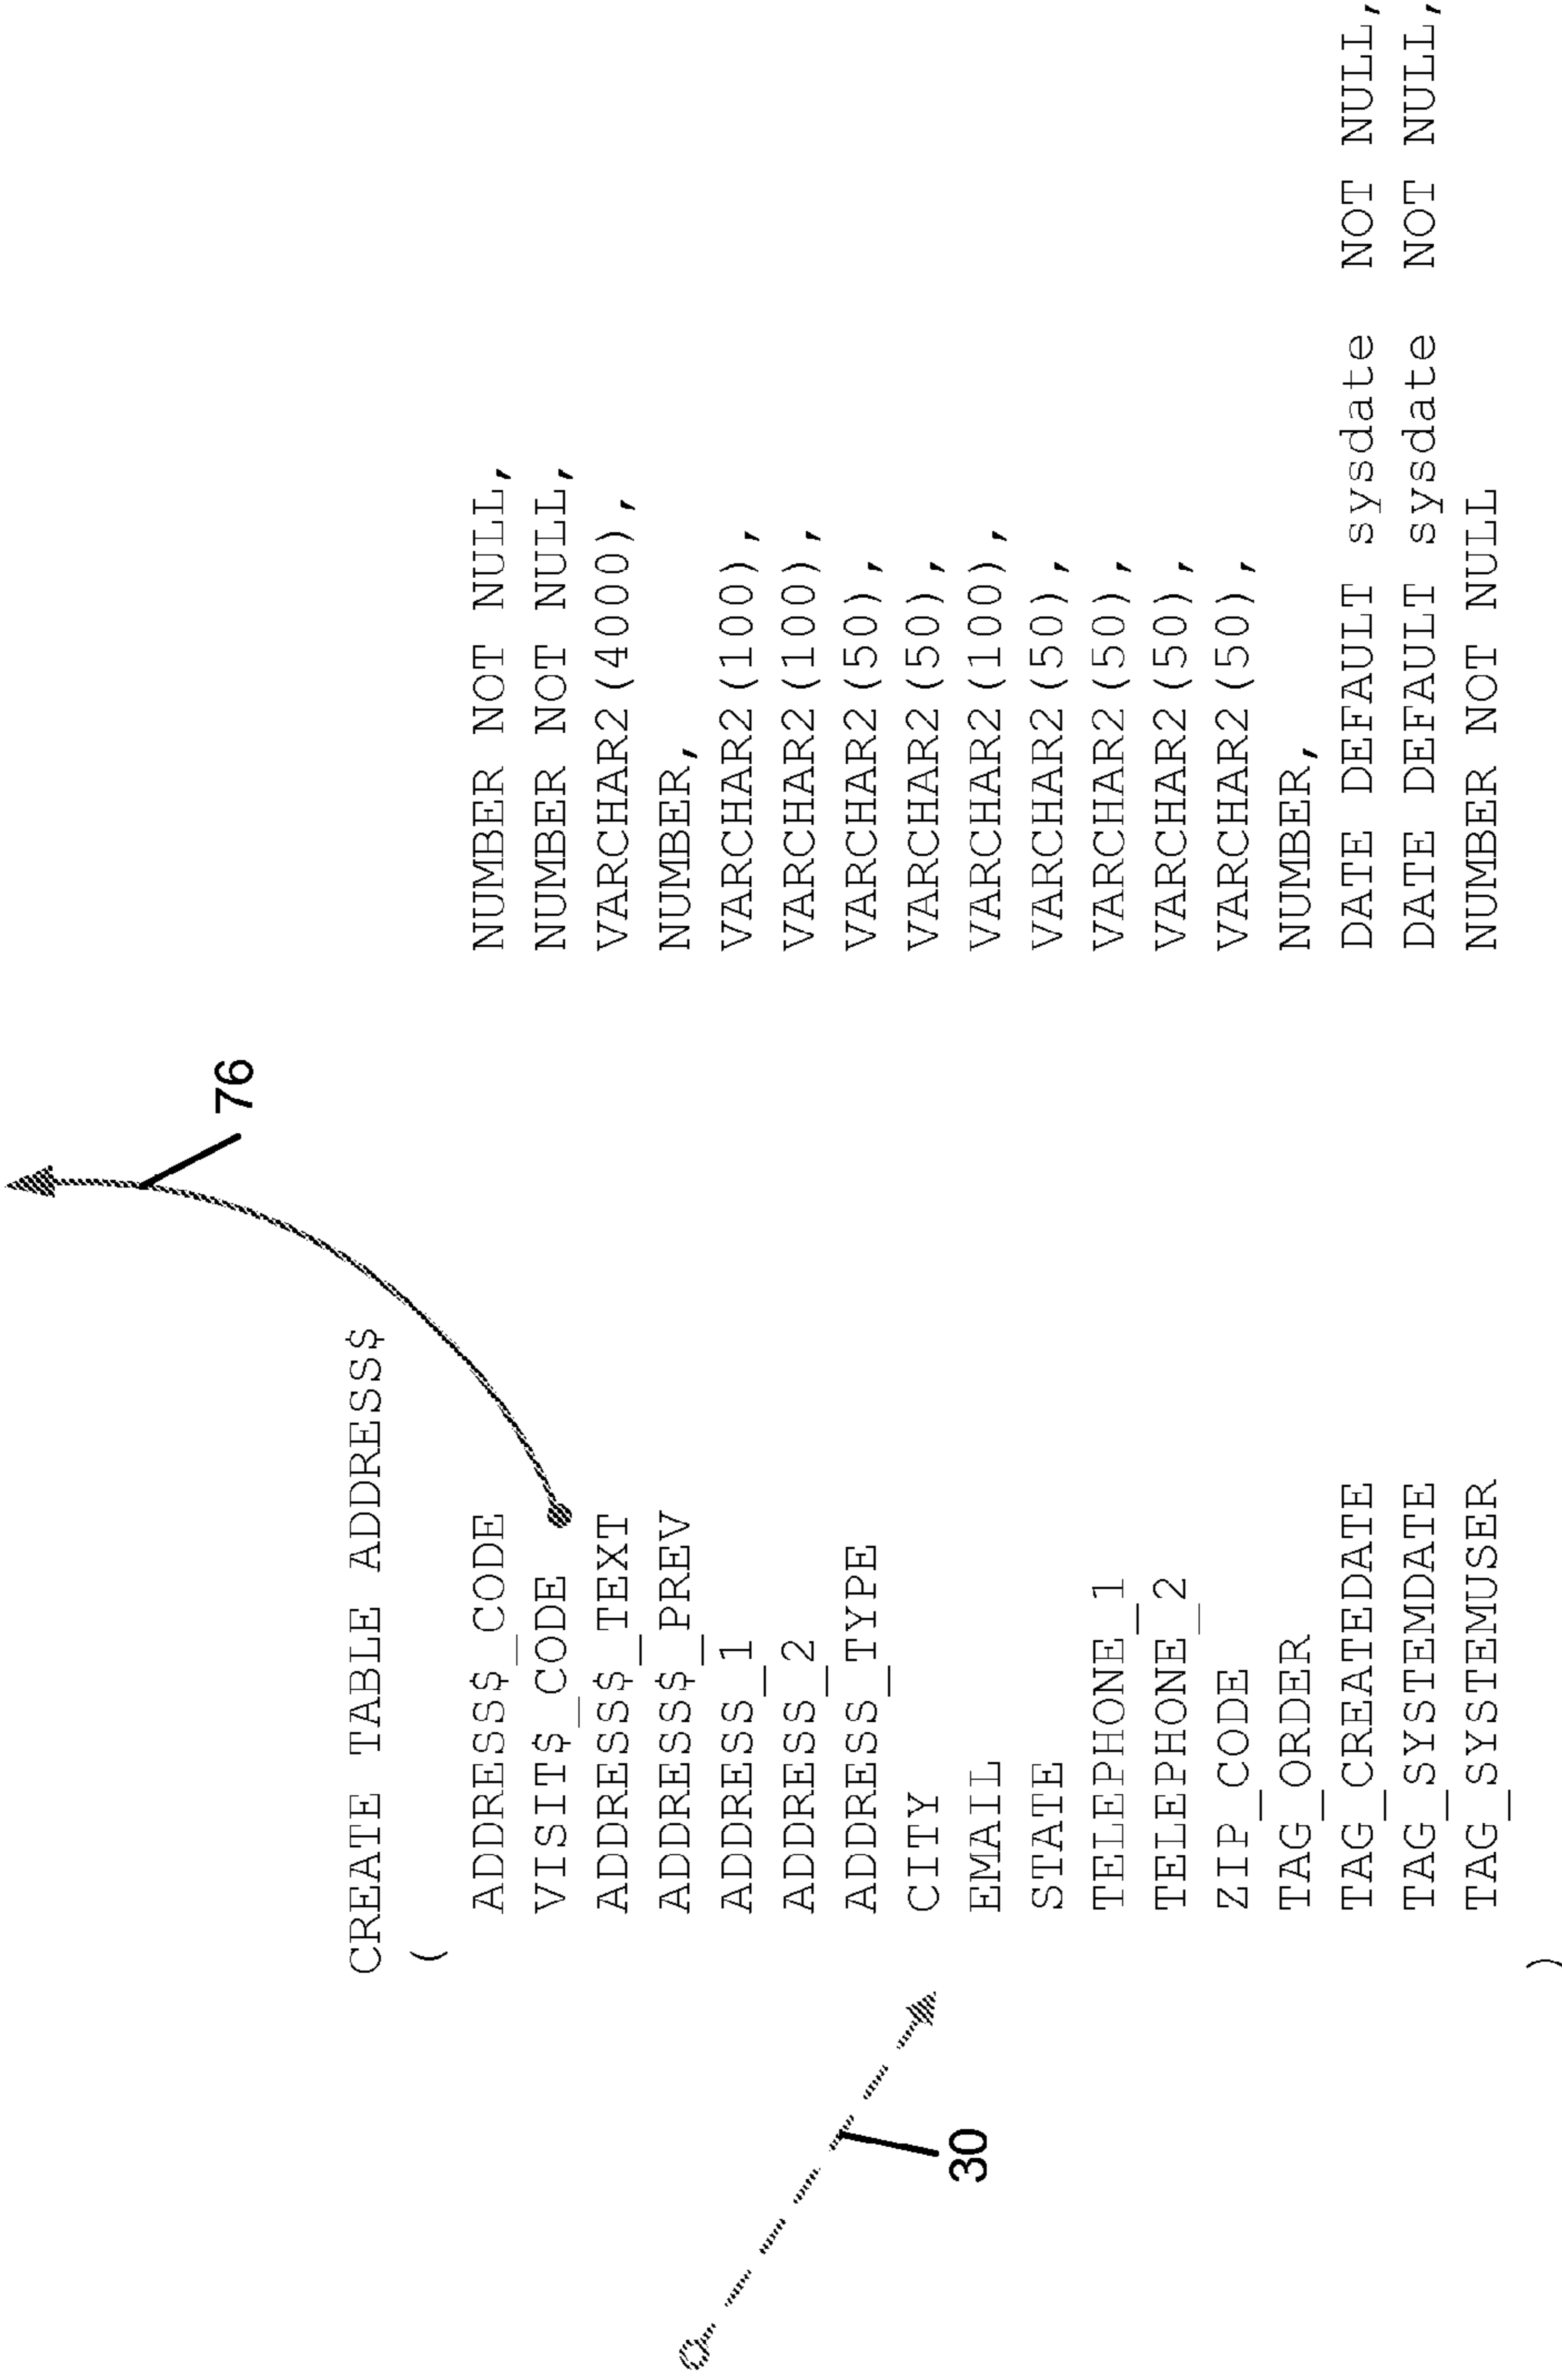 76
CREATE TABLE ADDRESS$
(
ADDRESS$_CODE NUMBER NOT NULL,
VISIT$_CODE NUMBER NOT NULL,
ADDRESS$_TEXT VARCHAR2(4000),
ADDRESS$_PREV NUMBER,
ADDRESS_1 VARCHAR2(100),
ADDRESS_2 VARCHAR2(100),
ADDRESS_TYPE VARCHAR2(50),
CITY VARCHAR2(50),
EMAIL VARCHAR2(100),
STATE VARCHAR2(50),
TELEPHONE_1 VARCHAR2(50),
TELEPHONE_2 VARCHAR2(50),
ZIP_CODE VARCHAR2(50),
TAG_ORDER NUMBER,
TAG_CREATEDATE DATE DEFAULT sysdate NOT NULL,
TAG_SYSTEMDATE DATE DEFAULT sysdate NOT NULL,
TAG_SYSTEMUSER NUMBER NOT NULL
)
30